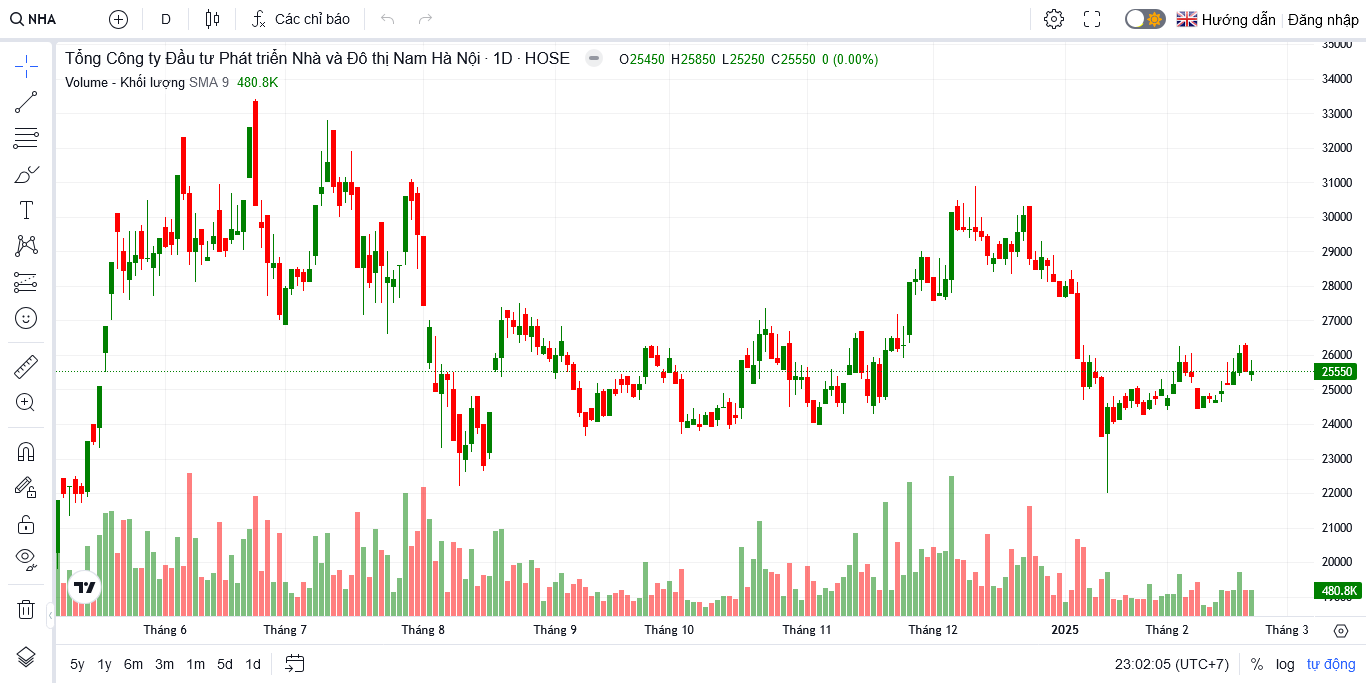 NHA D Các chỉ báo Hướng dẫn Đăng nhập
Tổng Công ty Đầu tư Phát triển Nhà và Đô thị Nam Hà Nội · 1D · HOSE O25450 H25850 L25250 C25550 0 (0.00%)
Volume - Khối lượng SMA 9 480.8K
35000
34000
33000
32000
31000
30000
29000
28000
27000
26000
25550
25000
24000
23000
22000
21000
20000
480.8K
Tháng 6 Tháng 7 Tháng 8 Tháng 9 Tháng 10 Tháng 11 Tháng 12 2025 Tháng 2 Tháng 3
5y 1y 6m 3m 1m 5d 1d 23:02:05 (UTC+7) % log tự động